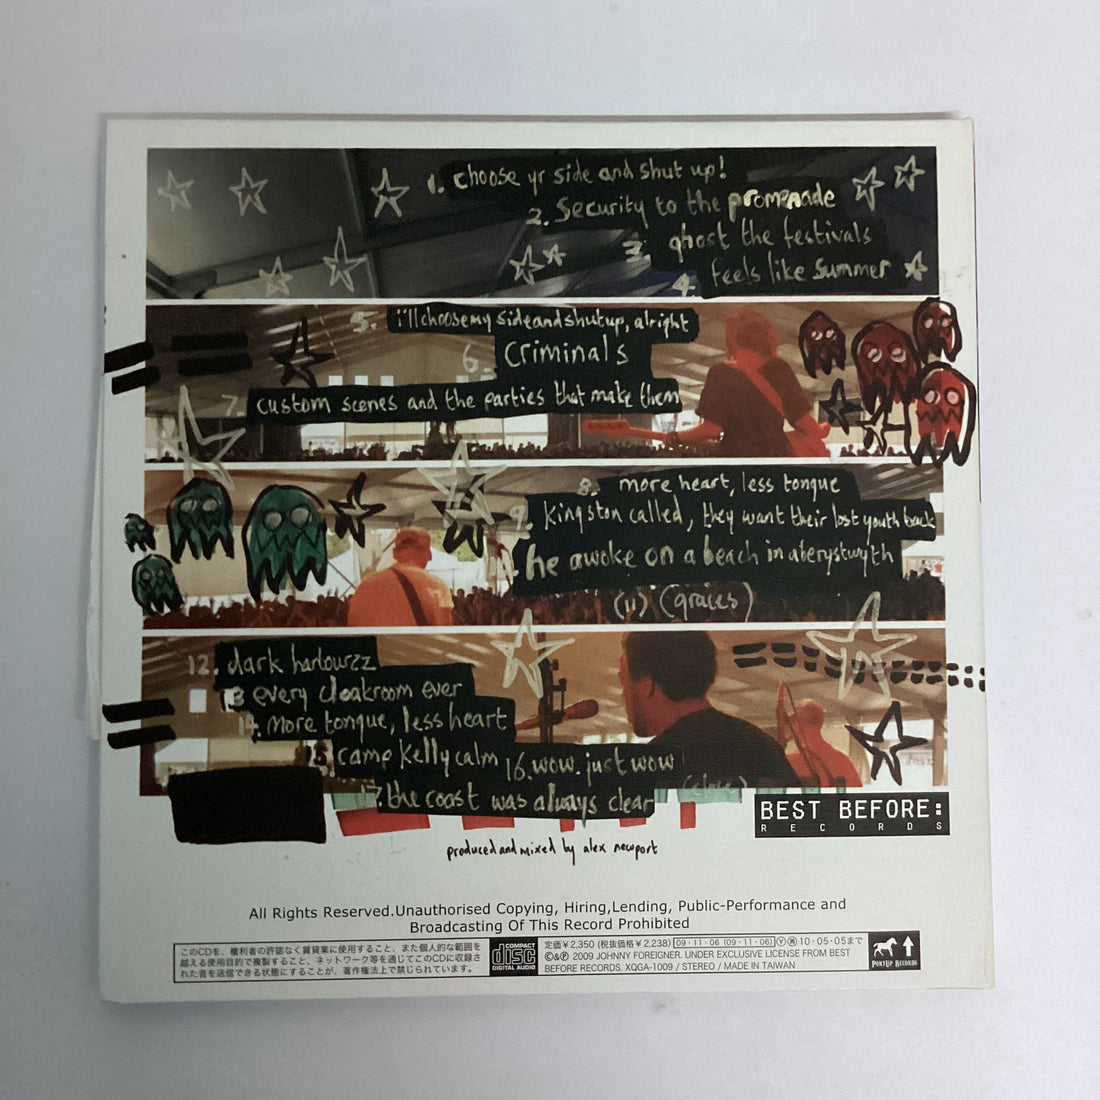 1. choose yr side and shut up!
2. Security to the promenade
3. ghost the festivals
4. feels like summer
5. i'll choose my side and shut up, alright
6. Criminals
7. custom scenes and the parties that make them
8. more heart, less tongue
9. Kingston called, they want their lost youth back
he awoke on a beach in aberystwyth
(11) (graces)
12. dark harbourzz
13 every cloakroom ever
14. more tongue, less heart
15. camp kelly calm 16. wow. just wow
(close)
17. the coast was always clear
BEST BEFORE:
RECORDS
produced and mixed by alex newport
All Rights Reserved.Unauthorised Copying, Hiring,Lending, Public-Performance and
Broadcasting Of This Record Prohibited
このCDを、権利者の許諾なく賃貸業に使用すること、また個人的な範囲を
越える使用目的で複製すること、ネットワーク等を通じてこのCDに収録さ
れた音を送信できる状態にすることが、著作権法上で禁じられています。
COMPACT
disc
DIGITAL AUDIO
定価¥2,350 (税抜価格¥2,238) 09・11・06 (09・11・06) Ⓨ 再 10・05・05まで
©&℗ 2009 JOHNNY FOREIGNER. UNDER EXCLUSIVE LICENSE FROM BEST
BEFORE RECORDS. XQGA-1009 / STEREO / MADE IN TAIWAN
PONYUP RECORDS